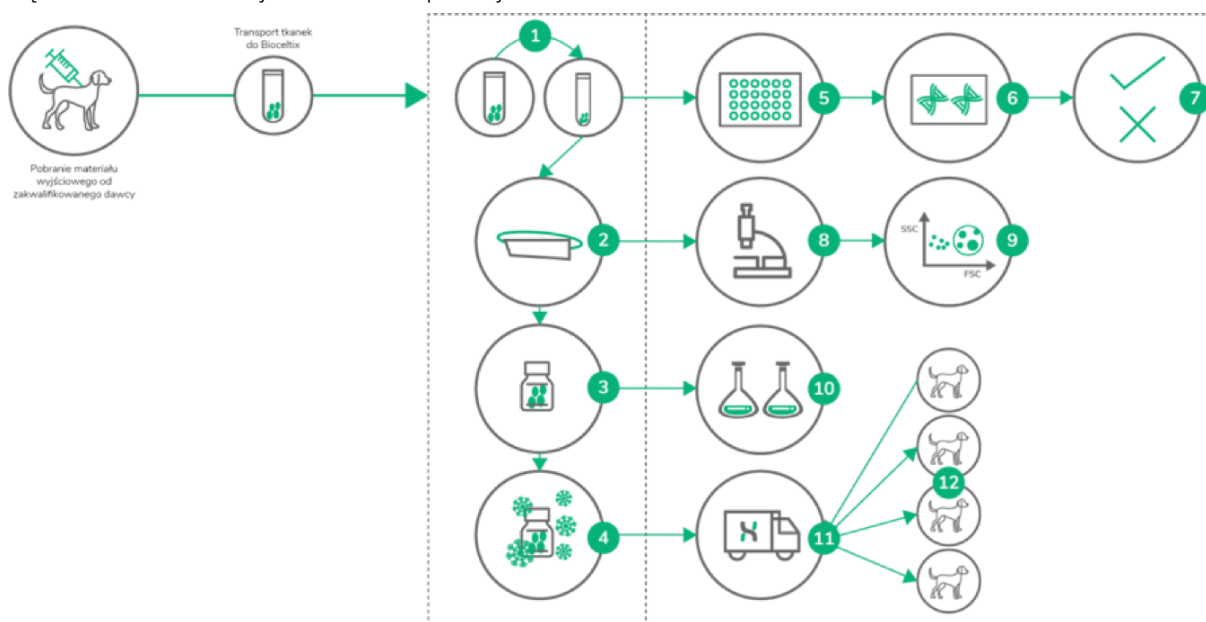 Transport tkanek
do Bioceltix
Pobranie materiału
wyjściowego od
zakwalifikowanego dawcy
1
5
6
7
2
8
SSC
FSC
9
3
10
4
11
12